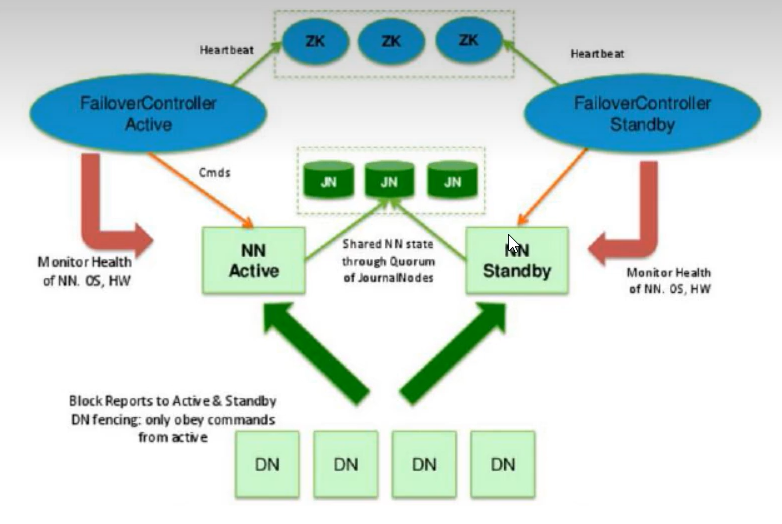 ZK
ZK
ZK
Heartbeat
Heartbeat
FailoverController
Active
FailoverController
Standby
Cmds
JN
JN
JN
NN
Active
Shared NN state
through Quorum
of JournalNodes
NN
Standby
Monitor Health
of NN. OS, HW
Monitor Health
of NN. OS, HW
Block Reports to Active & Standby
DN fencing: only obey commands
from active
DN
DN
DN
DN